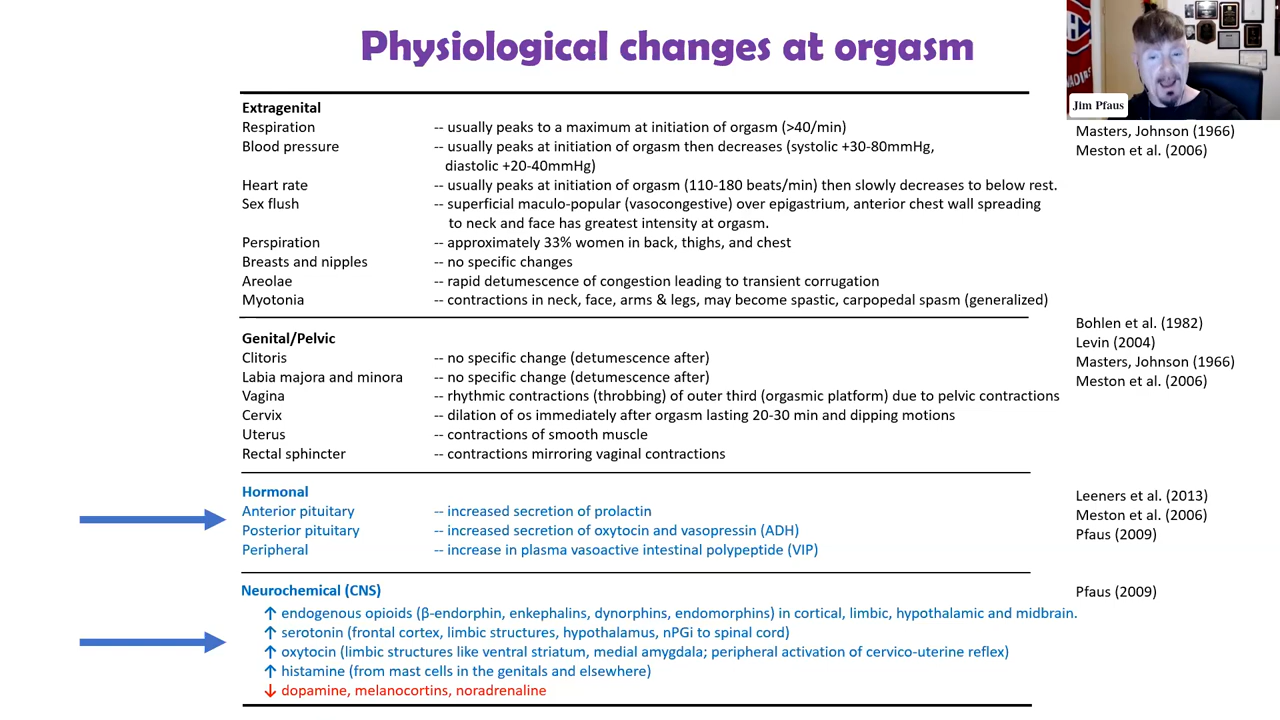 Physiological changes at orgasm
Jim Pfaus
Extragenital
Respiration -- usually peaks to a maximum at initiation of orgasm (>40/min)
Masters, Johnson (1966)
Blood pressure -- usually peaks at initiation of orgasm then decreases (systolic +30-80mmHg,
Meston et al. (2006)
diastolic +20-40mmHg)
Heart rate -- usually peaks at initiation of orgasm (110-180 beats/min) then slowly decreases to below rest.
Sex flush -- superficial maculo-popular (vasocongestive) over epigastrium, anterior chest wall spreading
to neck and face has greatest intensity at orgasm.
Perspiration -- approximately 33% women in back, thighs, and chest
Breasts and nipples -- no specific changes
Areolae -- rapid detumescence of congestion leading to transient corrugation
Myotonia -- contractions in neck, face, arms & legs, may become spastic, carpopedal spasm (generalized)
Bohlen et al. (1982)
Genital/Pelvic
Levin (2004)
Clitoris -- no specific change (detumescence after)
Masters, Johnson (1966)
Labia majora and minora -- no specific change (detumescence after)
Meston et al. (2006)
Vagina -- rhythmic contractions (throbbing) of outer third (orgasmic platform) due to pelvic contractions
Cervix -- dilation of os immediately after orgasm lasting 20-30 min and dipping motions
Uterus -- contractions of smooth muscle
Rectal sphincter -- contractions mirroring vaginal contractions
Hormonal
Leeners et al. (2013)
Anterior pituitary -- increased secretion of prolactin
Meston et al. (2006)
Posterior pituitary -- increased secretion of oxytocin and vasopressin (ADH)
Pfaus (2009)
Peripheral -- increase in plasma vasoactive intestinal polypeptide (VIP)
Neurochemical (CNS)
Pfaus (2009)
↑ endogenous opioids (β-endorphin, enkephalins, dynorphins, endomorphins) in cortical, limbic, hypothalamic and midbrain.
↑ serotonin (frontal cortex, limbic structures, hypothalamus, nPGi to spinal cord)
↑ oxytocin (limbic structures like ventral striatum, medial amygdala; peripheral activation of cervico-uterine reflex)
↑ histamine (from mast cells in the genitals and elsewhere)
↓ dopamine, melanocortins, noradrenaline